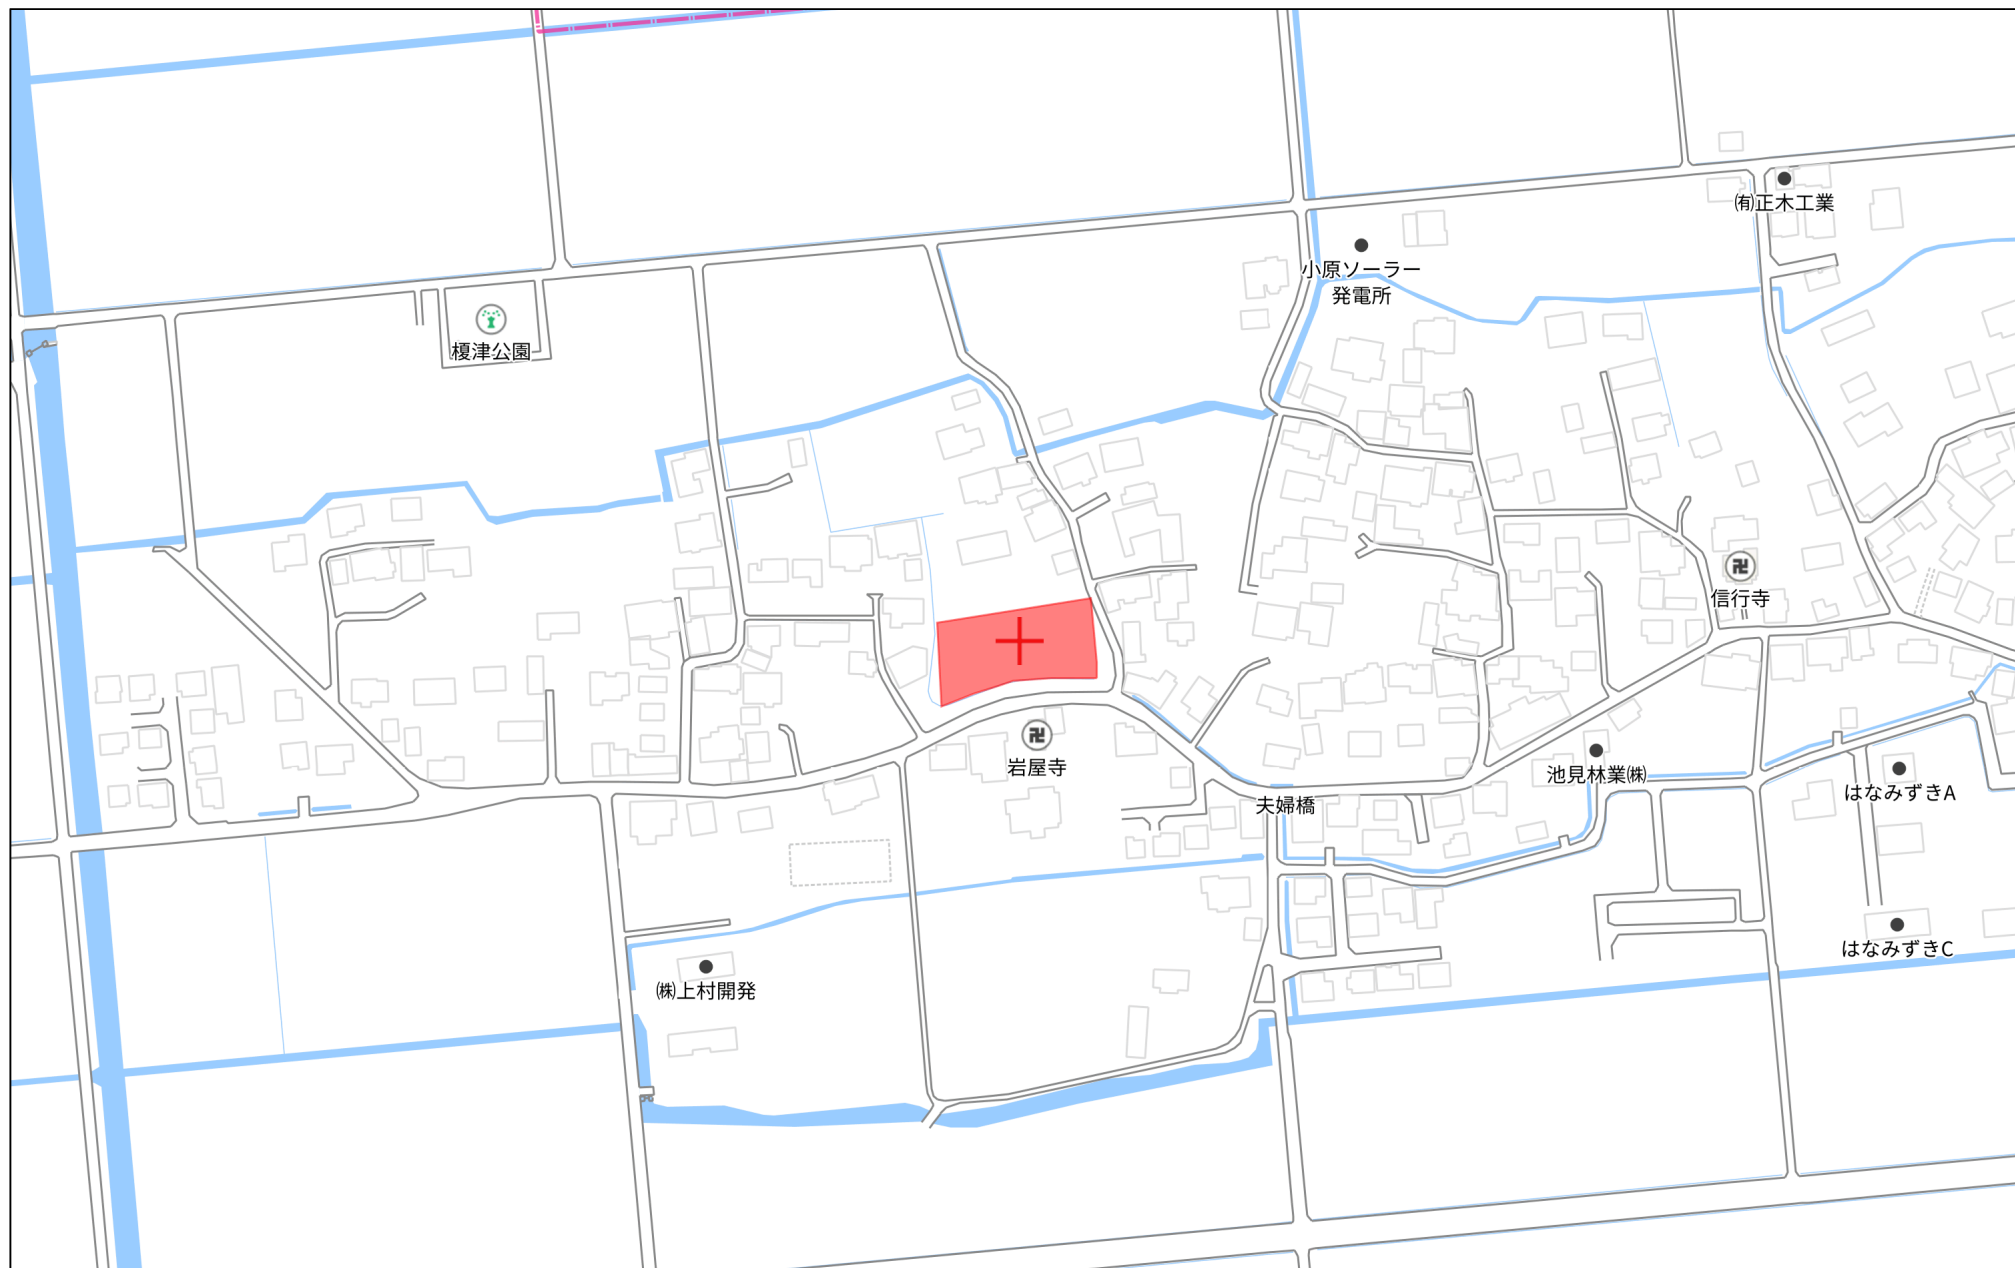 ㈲正木工業
小原ソーラー
発電所
榎津公園
信行寺
岩屋寺
池見林業㈱
はなみずきA
夫婦橋
はなみずきC
㈱上村開発